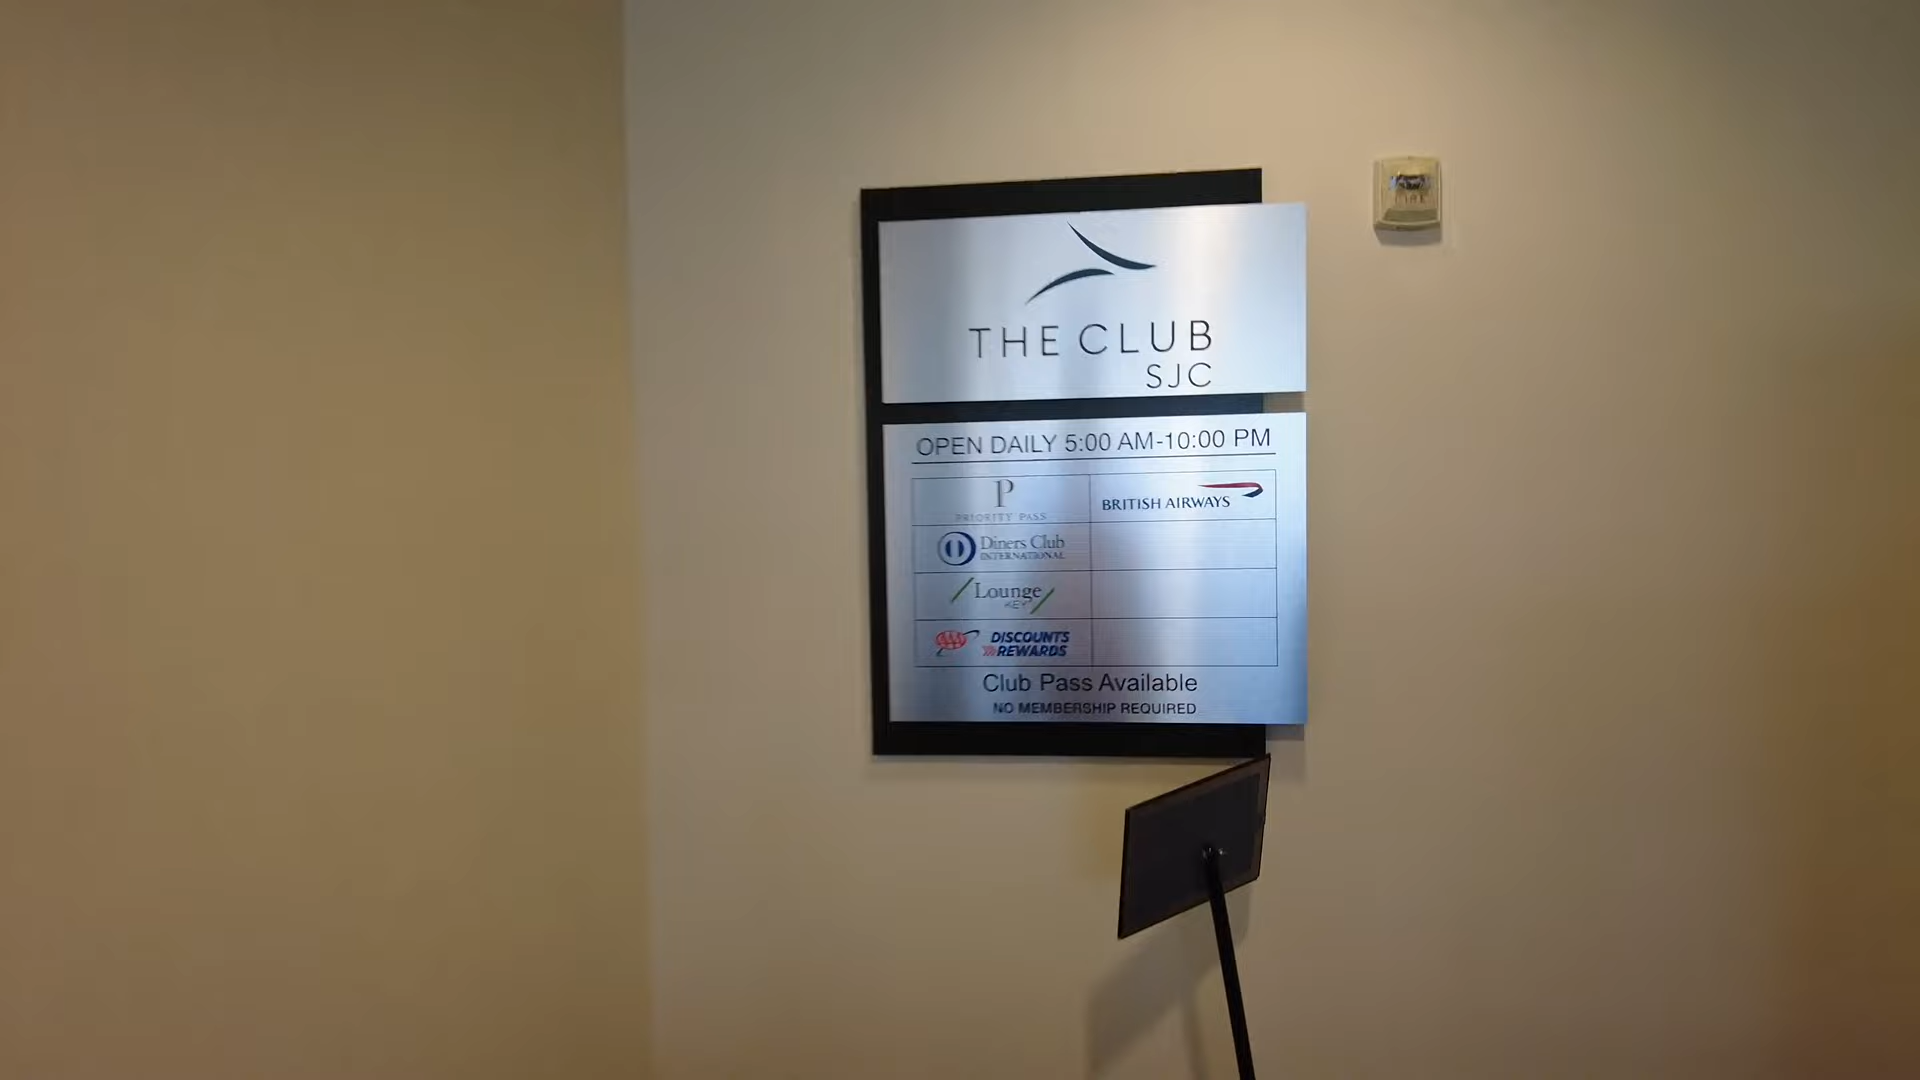 THE CLUB
SJC
OPEN DAILY 5:00 AM-10:00 PM
P
PRIORITY PASS
BRITISH AIRWAYS
Diners Club
INTERNATIONAL
Lounge
KEY
AAA
DISCOUNTS
REWARDS
Club Pass Available
NO MEMBERSHIP REQUIRED
FIRE